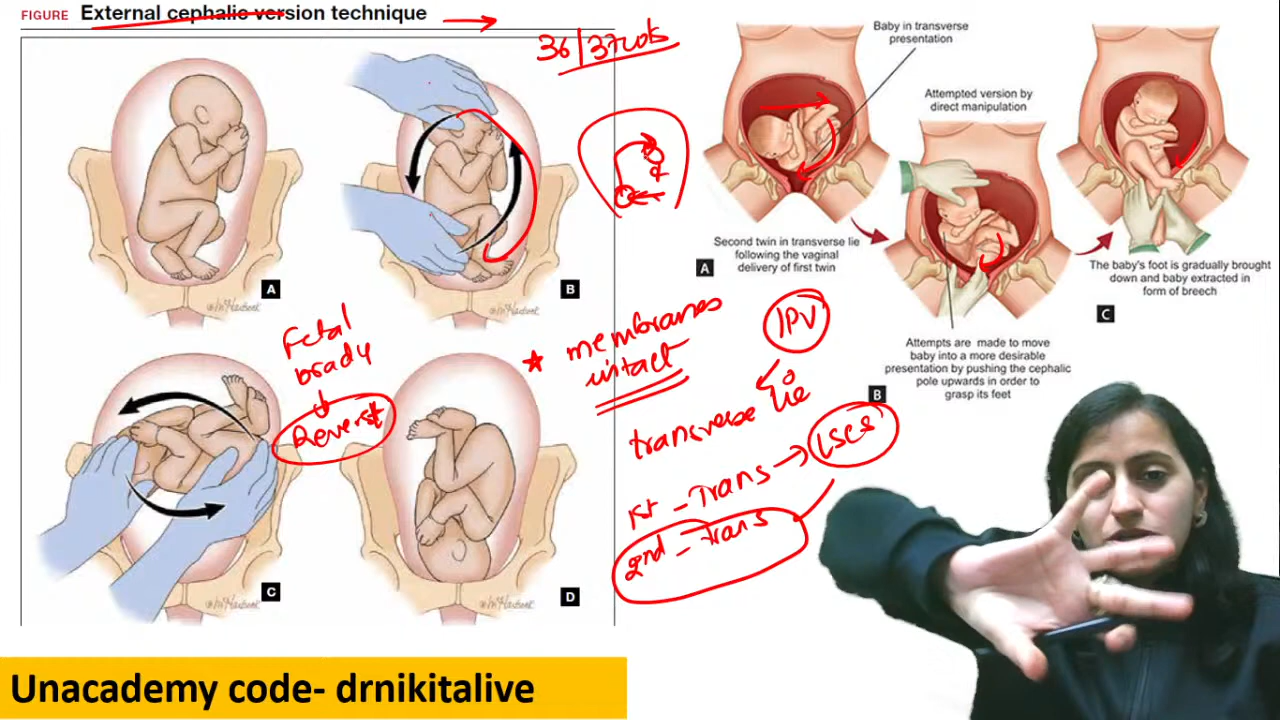 FIGURE External cephalic version technique
36/37wks
A
B
C
D
Fetal
brady
Reverst
★ membranes
intact
IPV
transverse lie
1st - Trans → LSCS
2nd - Trans
Baby in transverse
presentation
Attempted version by
direct manipulation
Second twin in transverse lie
following the vaginal
delivery of first twin
A
The baby's foot is gradually brought
down and baby extracted in
form of breech
C
Attempts are made to move
baby into a more desirable
presentation by pushing the cephalic
pole upwards in order to
grasp its feet
B
Unacademy code- drnikitalive